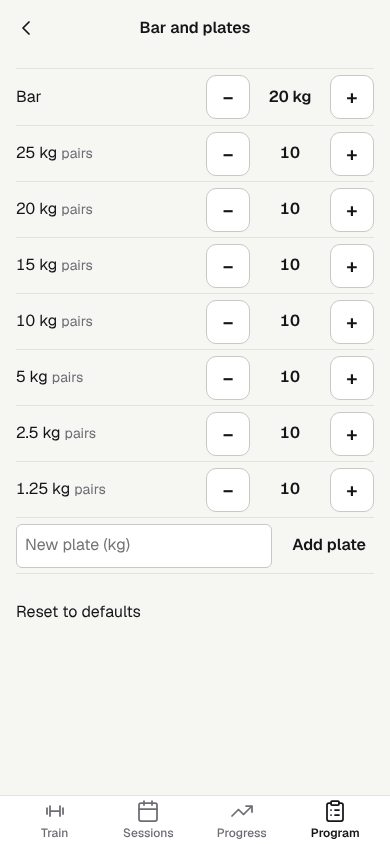 Bar and plates
Bar − 20 kg +
25 kg pairs − 10 +
20 kg pairs − 10 +
15 kg pairs − 10 +
10 kg pairs − 10 +
5 kg pairs − 10 +
2.5 kg pairs − 10 +
1.25 kg pairs − 10 +
New plate (kg) Add plate
Reset to defaults
Train Sessions Progress Program